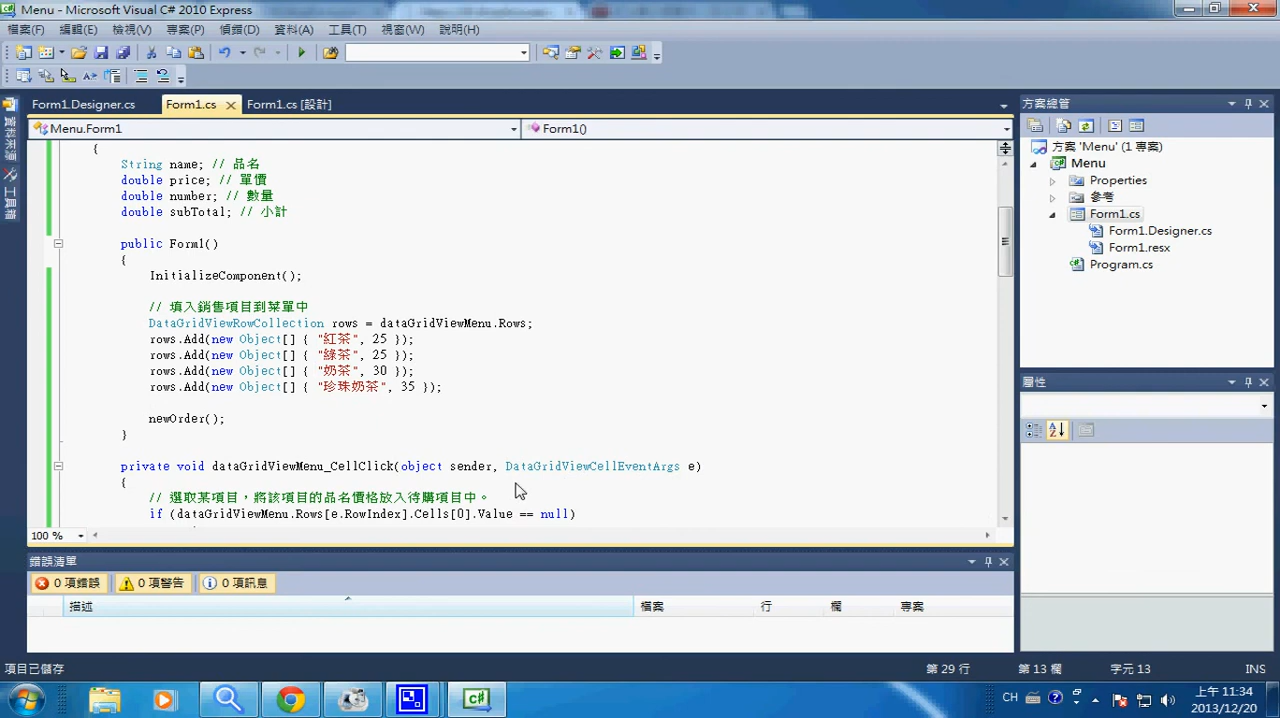 Menu - Microsoft Visual C# 2010 Express
檔案(F) 編輯(E) 檢視(V) 專案(P) 偵錯(D) 資料(A) 工具(T) 視窗(W) 說明(H)
Form1.Designer.cs Form1.cs Form1.cs [設計]
Menu.Form1 Form1()
資料來源
工具箱
{
String name; // 品名
double price; // 單價
double number; // 數量
double subTotal; // 小計
public Form1()
{
InitializeComponent();
// 填入銷售項目到菜單中
DataGridViewRowCollection rows = dataGridViewMenu.Rows;
rows.Add(new Object[] { "紅茶", 25 });
rows.Add(new Object[] { "綠茶", 25 });
rows.Add(new Object[] { "奶茶", 30 });
rows.Add(new Object[] { "珍珠奶茶", 35 });
newOrder();
}
private void dataGridViewMenu_CellClick(object sender, DataGridViewCellEventArgs e)
{
// 選取某項目，將該項目的品名價格放入待購項目中。
if (dataGridViewMenu.Rows[e.RowIndex].Cells[0].Value == null)
100 %
方案總管
方案 'Menu' (1 專案)
Menu
Properties
參考
Form1.cs
Form1.Designer.cs
Form1.resx
Program.cs
屬性
錯誤清單
0 項錯誤 0 項警告 0 項訊息
描述 檔案 行 欄 專案
項目已儲存 第 29 行 第 13 欄 字元 13 INS
CH 上午 11:34
2013/12/20